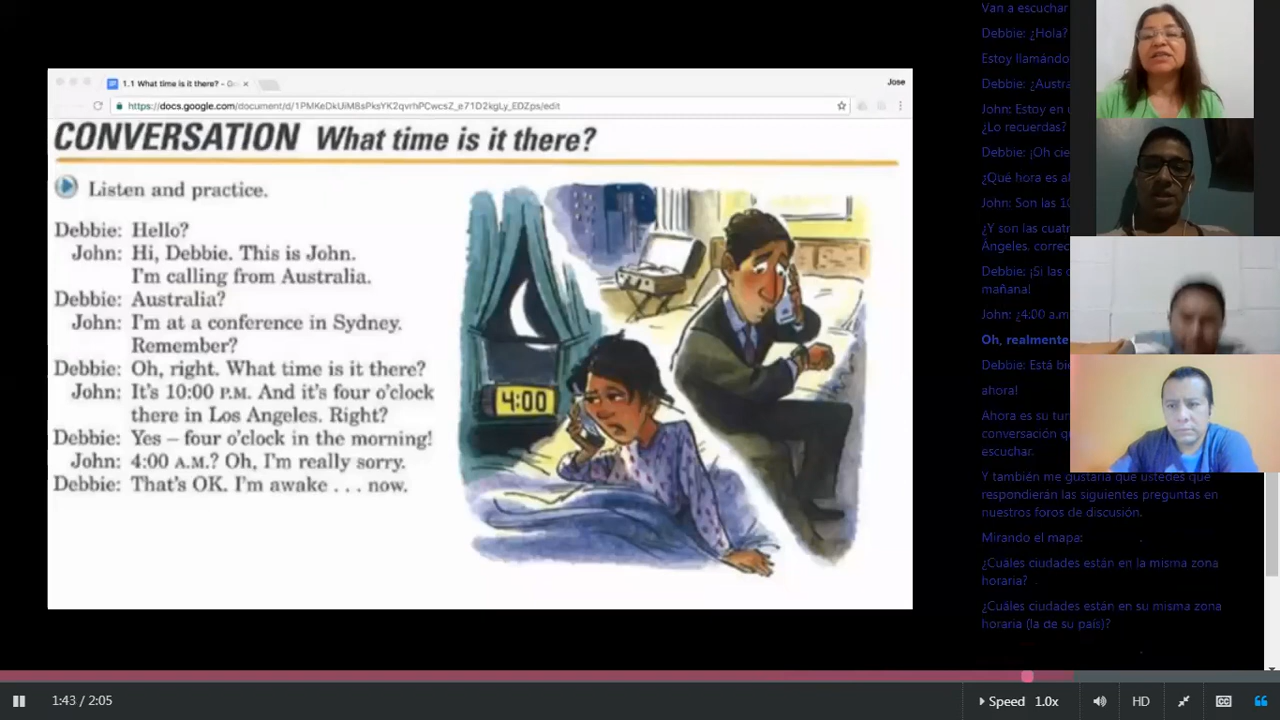 1.1 What time is it there? - 
Jose
https://docs.google.com/document/d/1PMKeDkUiM8sPksYK2qvrhPCwcsZ_e71D2kgLy_EDZps/edit
CONVERSATION What time is it there?
Listen and practice.
Debbie: Hello?
John: Hi, Debbie. This is John.
I'm calling from Australia.
Debbie: Australia?
John: I'm at a conference in Sydney.
Remember?
Debbie: Oh, right. What time is it there?
John: It's 10:00 P.M. And it's four o'clock
there in Los Angeles. Right?
Debbie: Yes – four o'clock in the morning!
John: 4:00 A.M.? Oh, I'm really sorry.
Debbie: That's OK. I'm awake . . . now.
4:00
Van a escuchar
Debbie: ¿Hola?
Estoy llamándo
Debbie: ¿Austra
John: Estoy en
¿Lo recuerdas?
Debbie: ¡Oh cie
¿Qué hora es a
John: Son las 10
¿Y son las cuat
Ángeles. correc
Debbie: ¡Si las
mañana!
John: ¿4:00 a.m
Oh, realmente
Debbie: Está bi
ahora!
Ahora es su tu
conversación q
escuchar.
Y también me gustaría que ustedes que
respondieran las siguientes preguntas en
nuestros foros de discusión.
Mirando el mapa:
¿Cuáles ciudades están en la misma zona
horaria?
¿Cuáles ciudades están en su misma zona
horaria (la de su país)?
1:43 / 2:05
Speed 1.0x
HD
CC